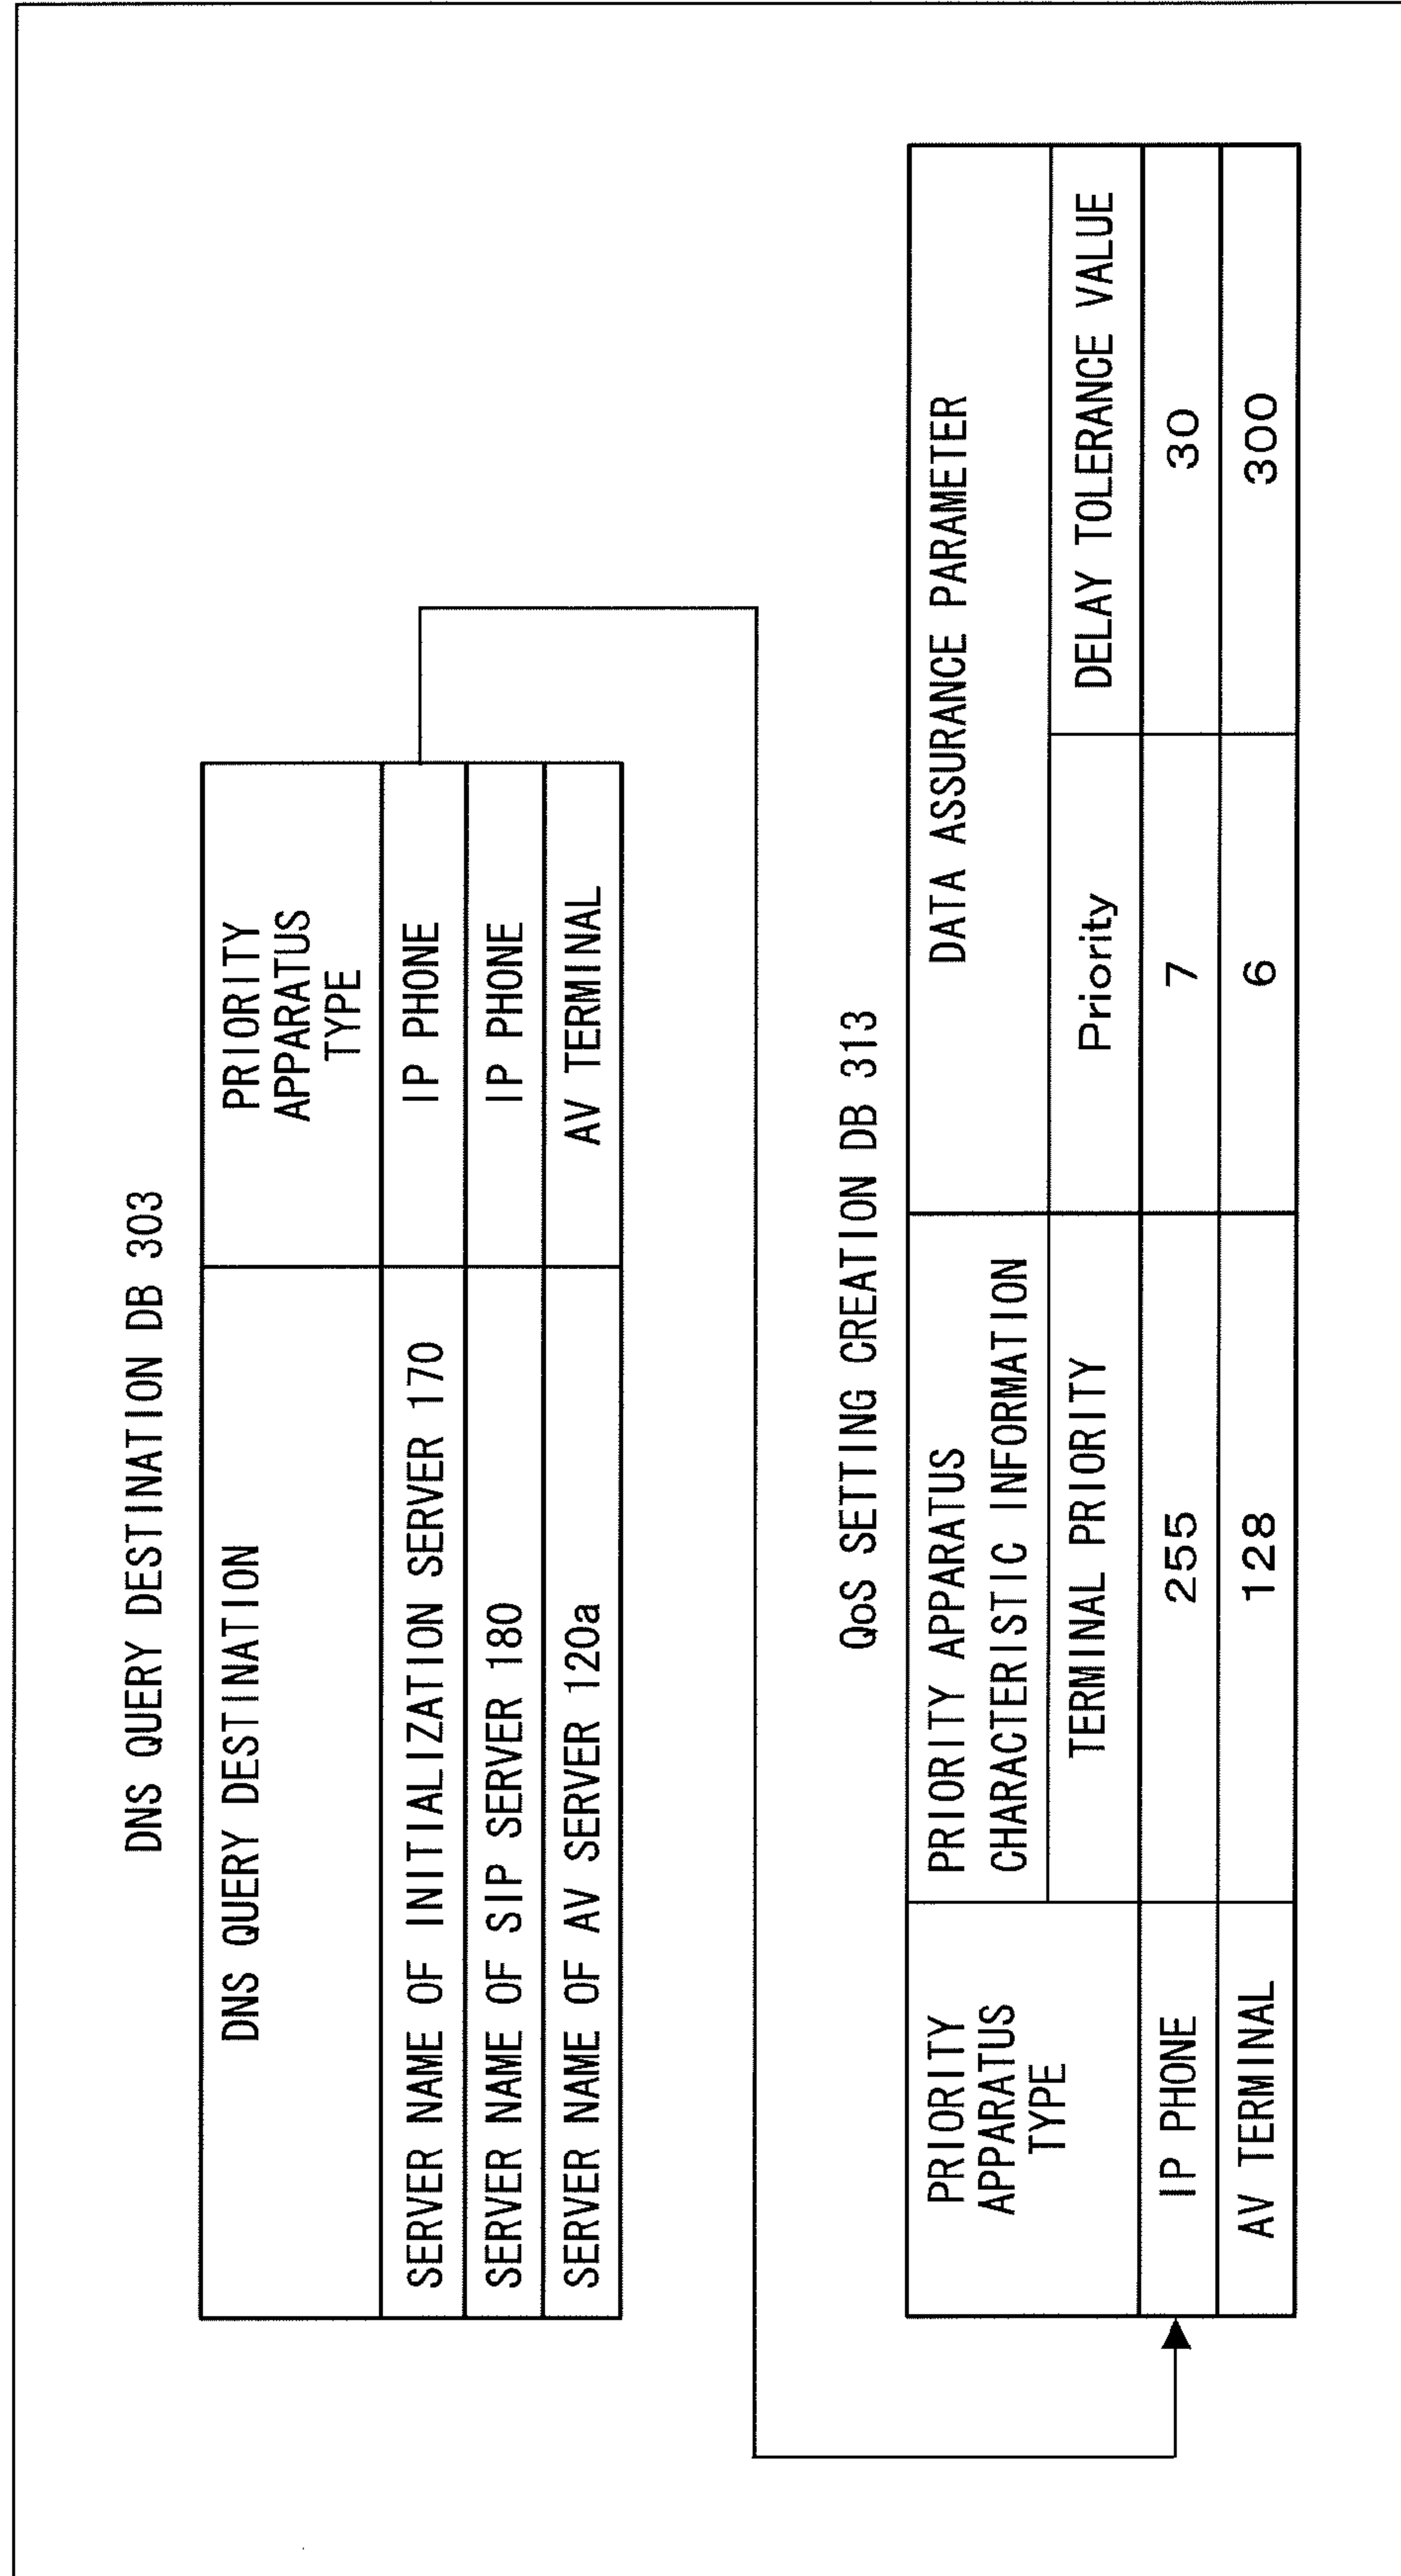 DNS QUERY DESTINATION DB 303
DNS QUERY DESTINATION
PRIORITY
APPARATUS
TYPE
SERVER NAME OF INITIALIZATION SERVER 170
IP PHONE
SERVER NAME OF SIP SERVER 180
IP PHONE
SERVER NAME OF AV SERVER 120a
AV TERMINAL
QoS SETTING CREATION DB 313
PRIORITY
APPARATUS
TYPE
PRIORITY APPARATUS
CHARACTERISTIC INFORMATION
DATA ASSURANCE PARAMETER
TERMINAL PRIORITY
Priority
DELAY TOLERANCE VALUE
IP PHONE
255
7
30
AV TERMINAL
128
6
300